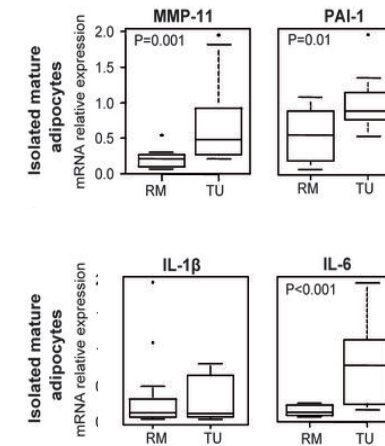 MMP-11 PAI-1
Isolated mature
adipocytes
mRNA relative expression
2.0
1.5
1.0
0.5
0.0
P=0.001 P=0.01
RM TU RM TU
IL-1β IL-6
Isolated mature
adipocytes
mRNA relative expression
P<0.001
RM TU RM TU